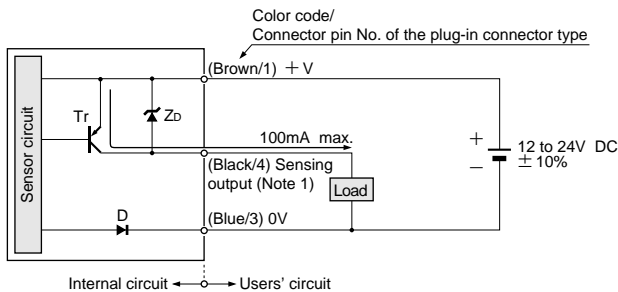 Color code/
Connector pin No. of the plug-in connector type
(Brown/1) +V
Sensor circuit
Tr
ZD
100mA max.
+
12 to 24V DC
−
± 10%
(Black/4) Sensing
output (Note 1)
Load
D
(Blue/3) 0V
Internal circuit
Users' circuit